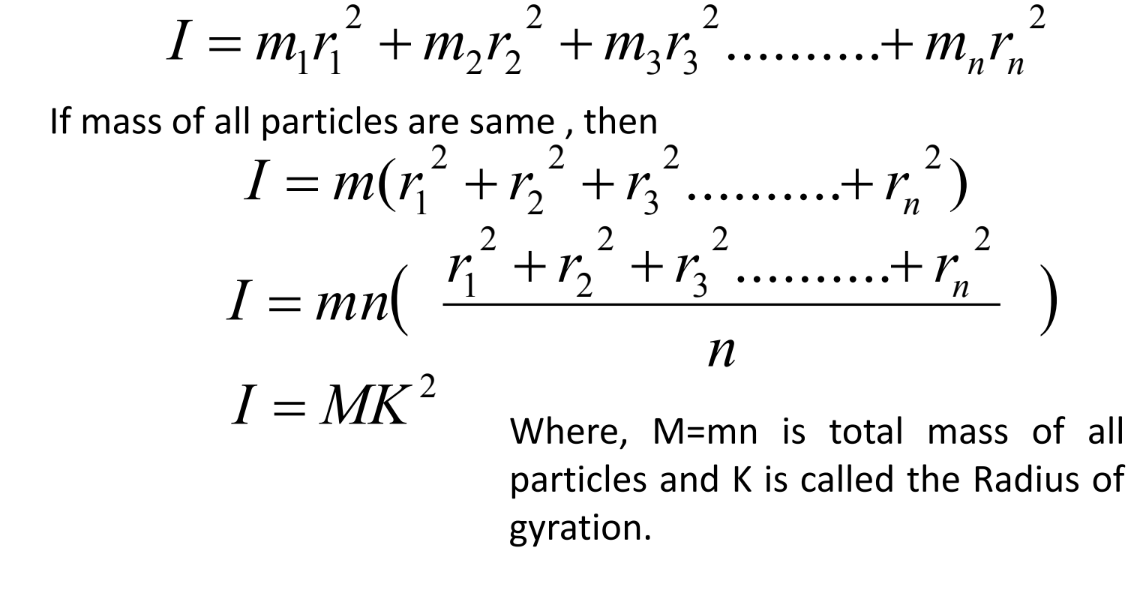 I = m₁r₁² + m₂r₂² + m₃r₃²..........+ mₙrₙ²
If mass of all particles are same , then
I = m(r₁² + r₂² + r₃²..........+ rₙ²)
I = mn( (r₁² + r₂² + r₃²..........+ rₙ²) / n )
I = MK²
Where, M=mn is total mass of all
particles and K is called the Radius of
gyration.